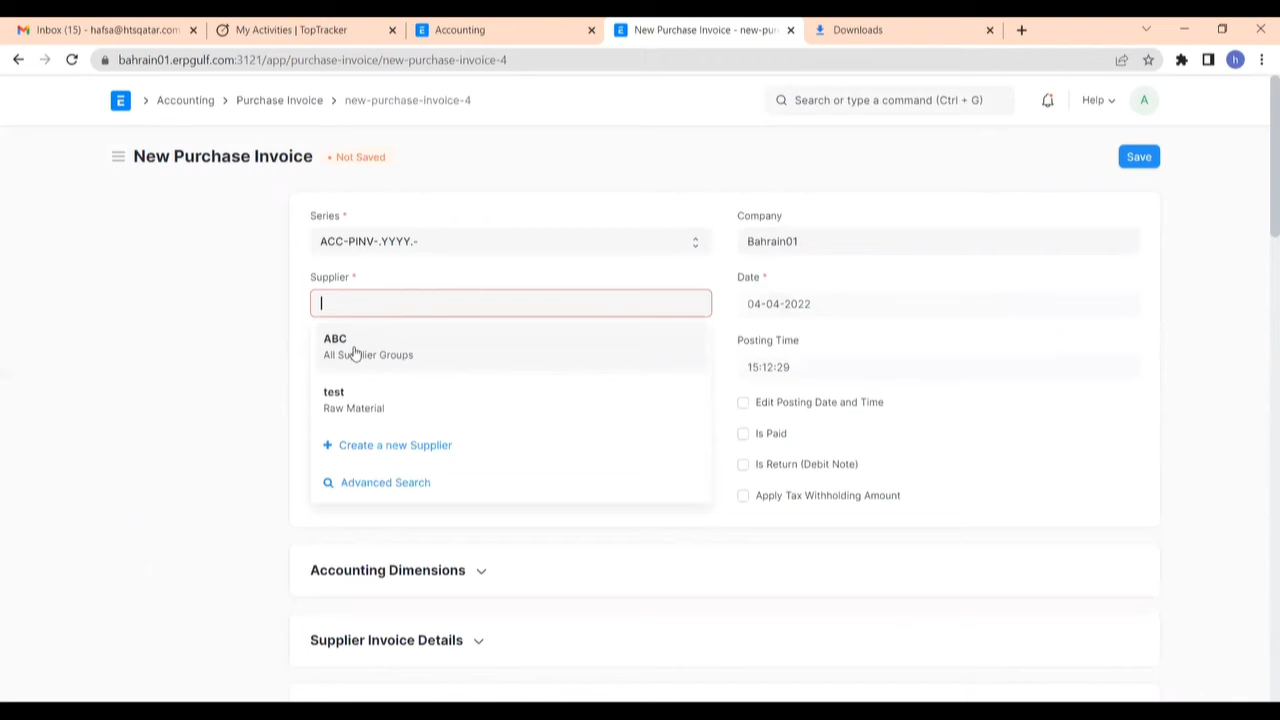 Inbox (15) - hafsa@htsqatar.com
My Activities | TopTracker
Accounting
New Purchase Invoice - new-pur
Downloads
bahrain01.erpgulf.com:3121/app/purchase-invoice/new-purchase-invoice-4
h
E
Accounting
Purchase Invoice
new-purchase-invoice-4
Search or type a command (Ctrl + G)
Help
A
New Purchase Invoice
• Not Saved
Save
Series *
ACC-PINV-.YYYY.-
Company
Bahrain01
Supplier *
Date *
04-04-2022
ABC
All Supplier Groups
Posting Time
15:12:29
test
Raw Material
Edit Posting Date and Time
Is Paid
+ Create a new Supplier
Is Return (Debit Note)
Advanced Search
Apply Tax Withholding Amount
Accounting Dimensions
Supplier Invoice Details